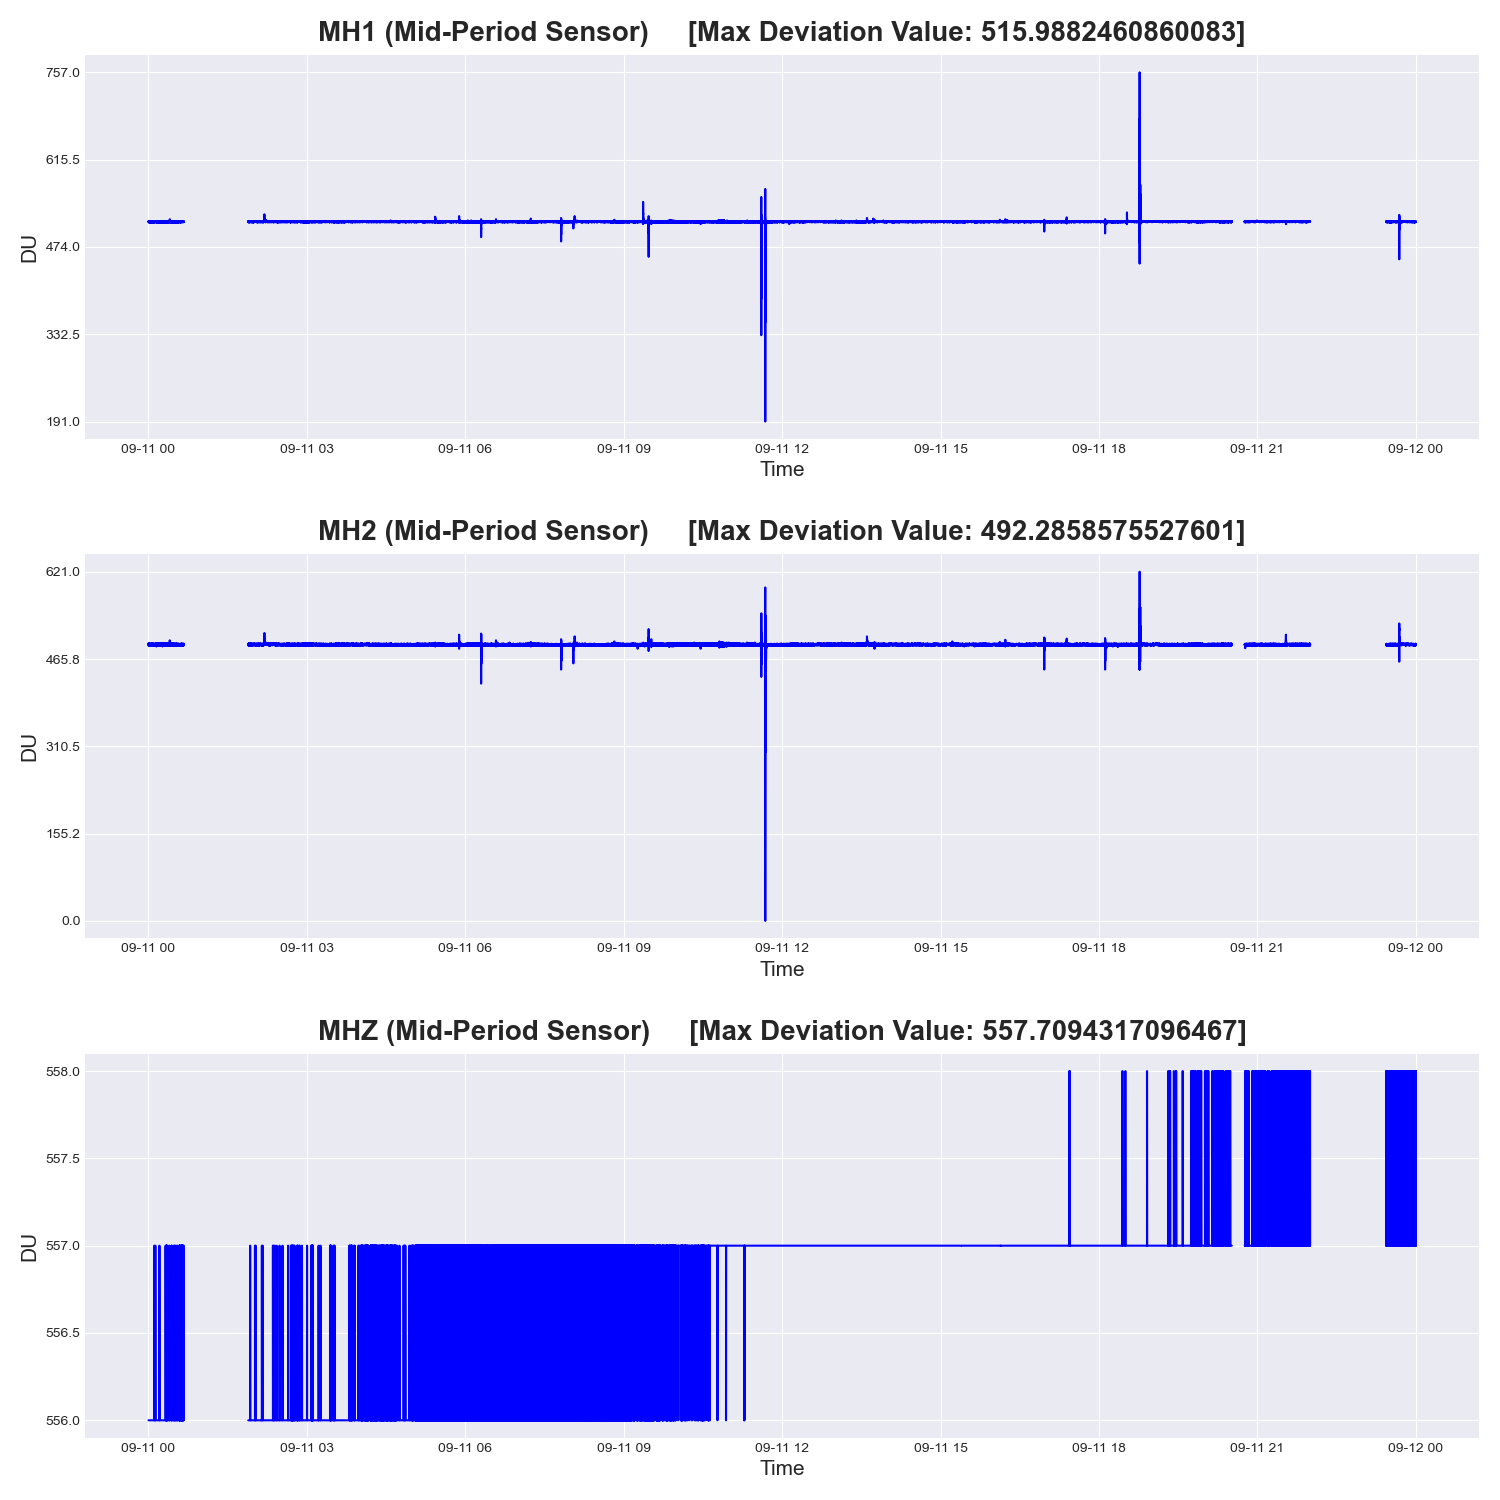 MH1 (Mid-Period Sensor) [Max Deviation Value: 515.9882460860083]
757.0
615.5
474.0
332.5
191.0
DU
09-11 00 09-11 03 09-11 06 09-11 09 09-11 12 09-11 15 09-11 18 09-11 21 09-12 00
Time
MH2 (Mid-Period Sensor) [Max Deviation Value: 492.2858575527601]
621.0
465.8
310.5
155.2
0.0
DU
09-11 00 09-11 03 09-11 06 09-11 09 09-11 12 09-11 15 09-11 18 09-11 21 09-12 00
Time
MHZ (Mid-Period Sensor) [Max Deviation Value: 557.7094317096467]
558.0
557.5
557.0
556.5
556.0
DU
09-11 00 09-11 03 09-11 06 09-11 09 09-11 12 09-11 15 09-11 18 09-11 21 09-12 00
Time